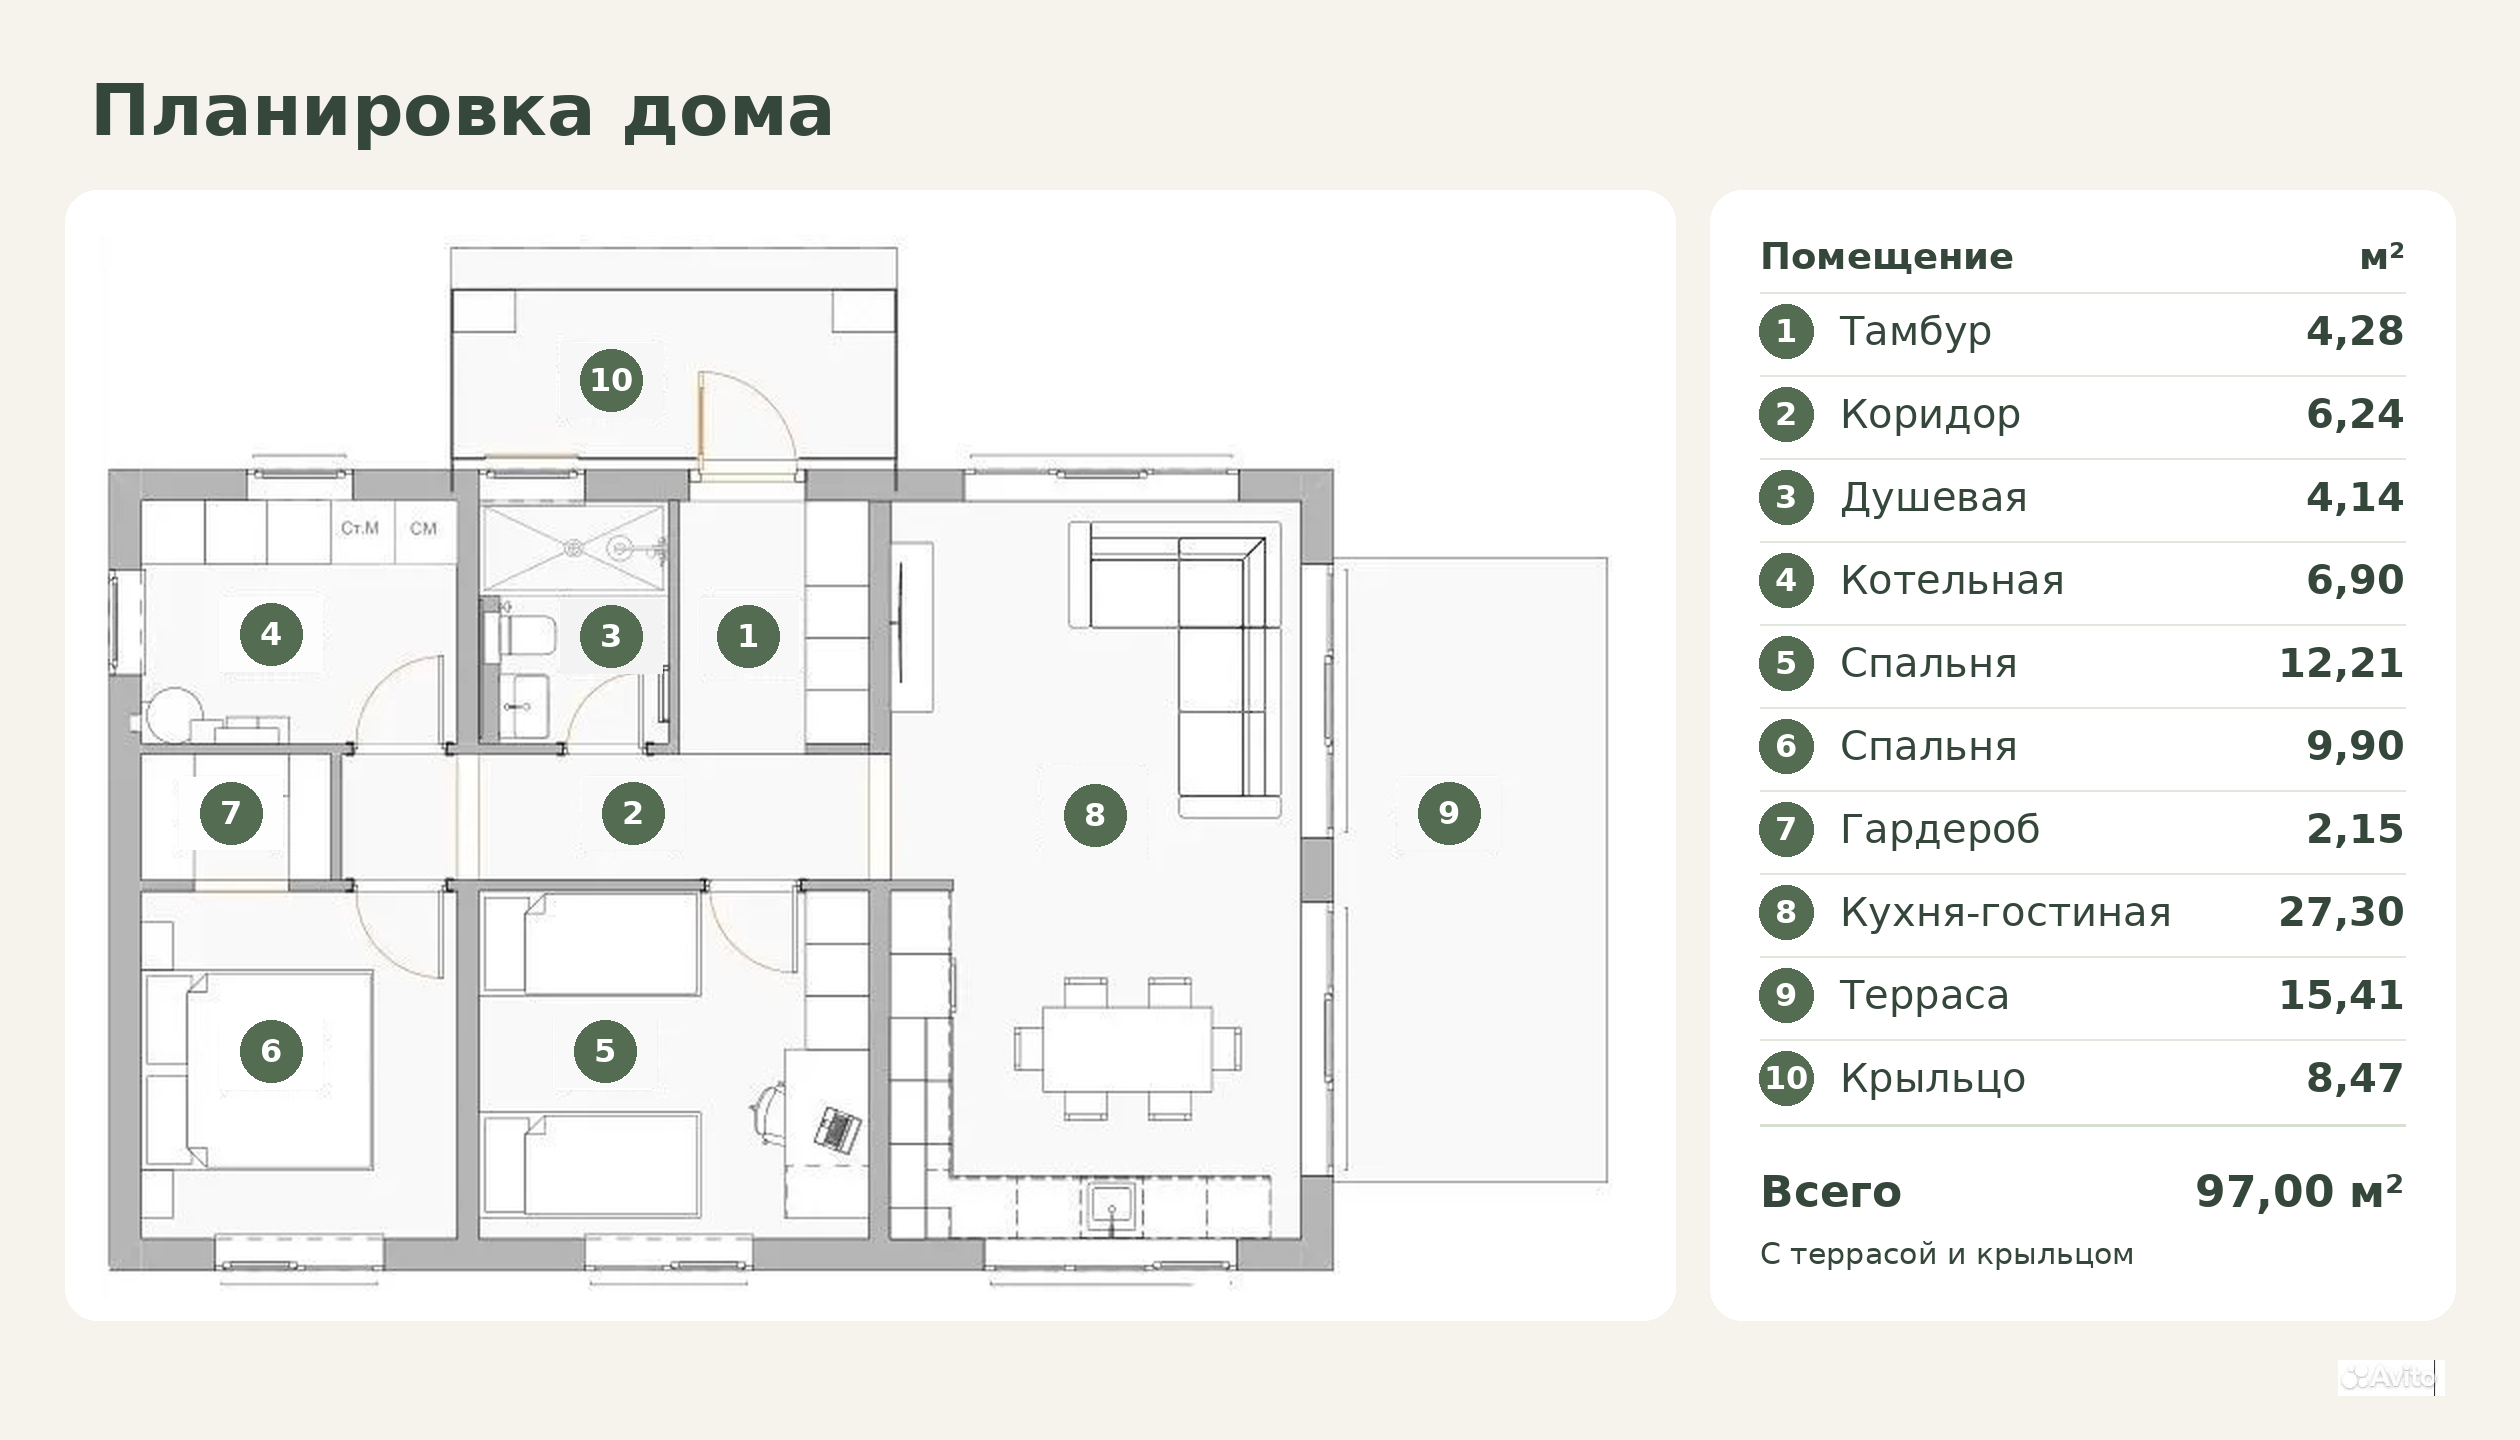 Планировка дома
10
Ст.М
СМ
4
3
1
7
2
8
9
6
5
Помещение м²
1 Тамбур 4,28
2 Коридор 6,24
3 Душевая 4,14
4 Котельная 6,90
5 Спальня 12,21
6 Спальня 9,90
7 Гардероб 2,15
8 Кухня-гостиная 27,30
9 Терраса 15,41
10 Крыльцо 8,47
Всего 97,00 м²
С террасой и крыльцом
Avito